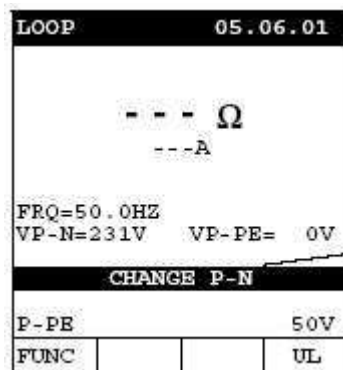 LOOP 05.06.01
- - - Ω
---A
FRQ=50.0HZ
VP-N=231V VP-PE= 0V
CHANGE P-N
P-PE 50V
FUNC UL